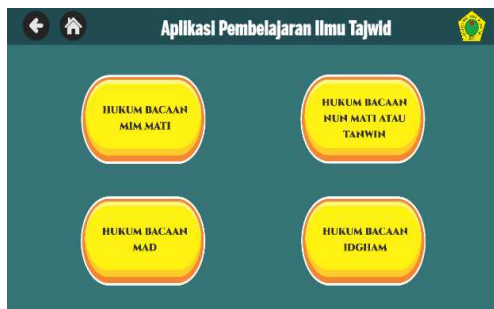 Aplikasi Pembelajaran Ilmu Tajwid
HUKUM BACAAN
MIM MATI
HUKUM BACAAN
NUN MATI ATAU
TANWIN
HUKUM BACAAN
MAD
HUKUM BACAAN
IDGHAM